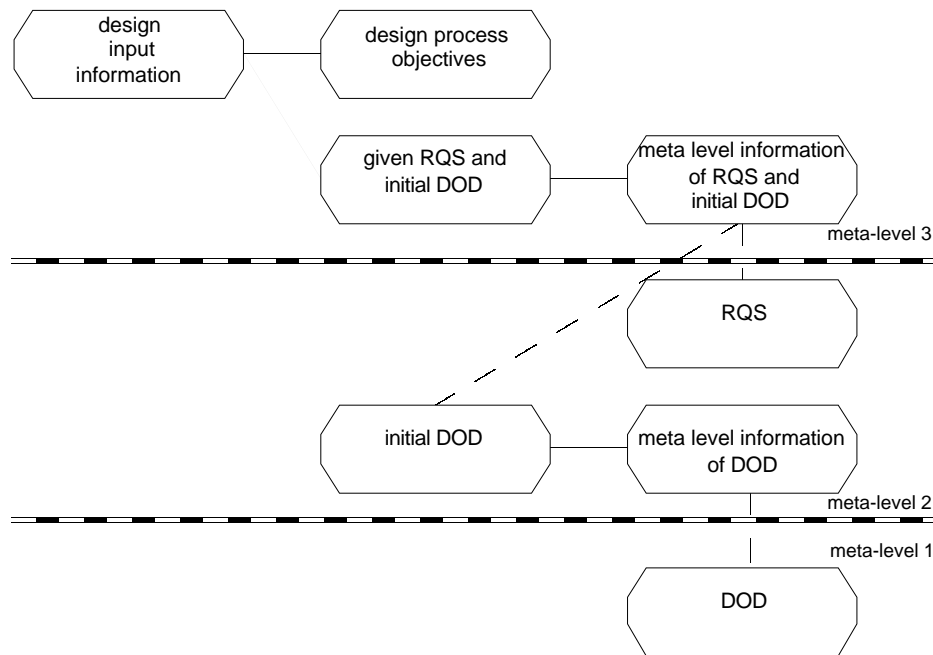 design
input
information
design process
objectives
given RQS and
initial DOD
meta level information
of RQS and
initial DOD
meta-level 3
RQS
initial DOD
meta level information
of DOD
meta-level 2
meta-level 1
DOD